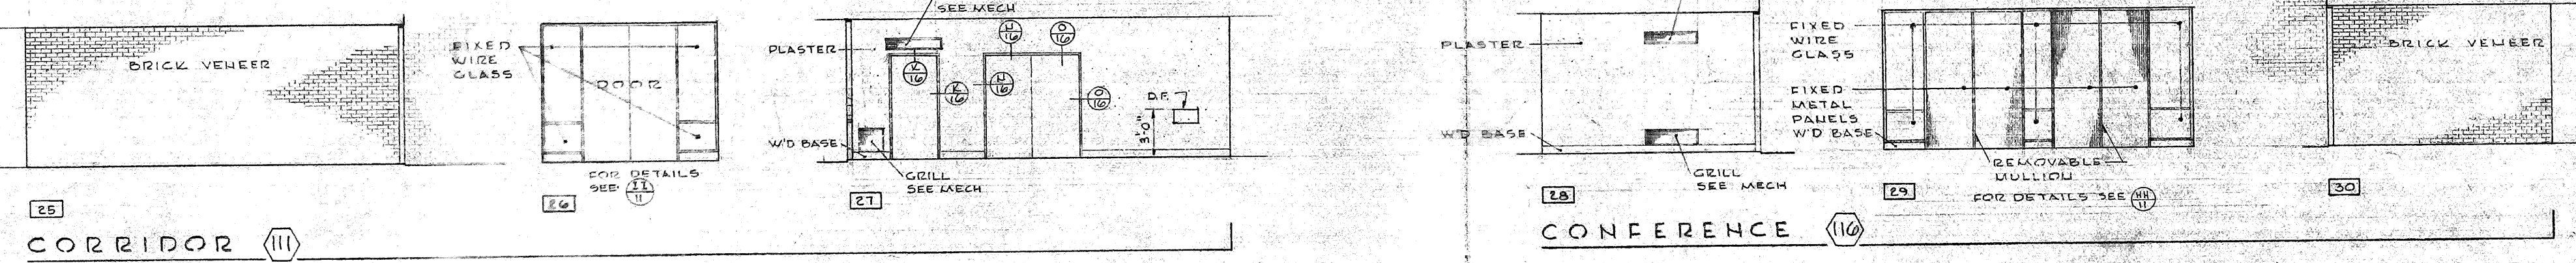 BRICK VENEER
25
FIXED
WIRE
GLASS
DOOR
FOR DETAILS
SEE II
11
26
SEE MECH
PLASTER
N
16
O
16
K
16
K
16
N
16
O
16
D.F.
3'-0"
W'D BASE
GRILL
SEE MECH
27
CORRIDOR 111
PLASTER
W'D BASE
GRILL
SEE MECH
28
FIXED
WIRE
GLASS
FIXED
METAL
PANELS
W'D BASE
REMOVABLE
MULLION
29
FOR DETAILS SEE HH
11
BRICK VENEER
30
CONFERENCE 116